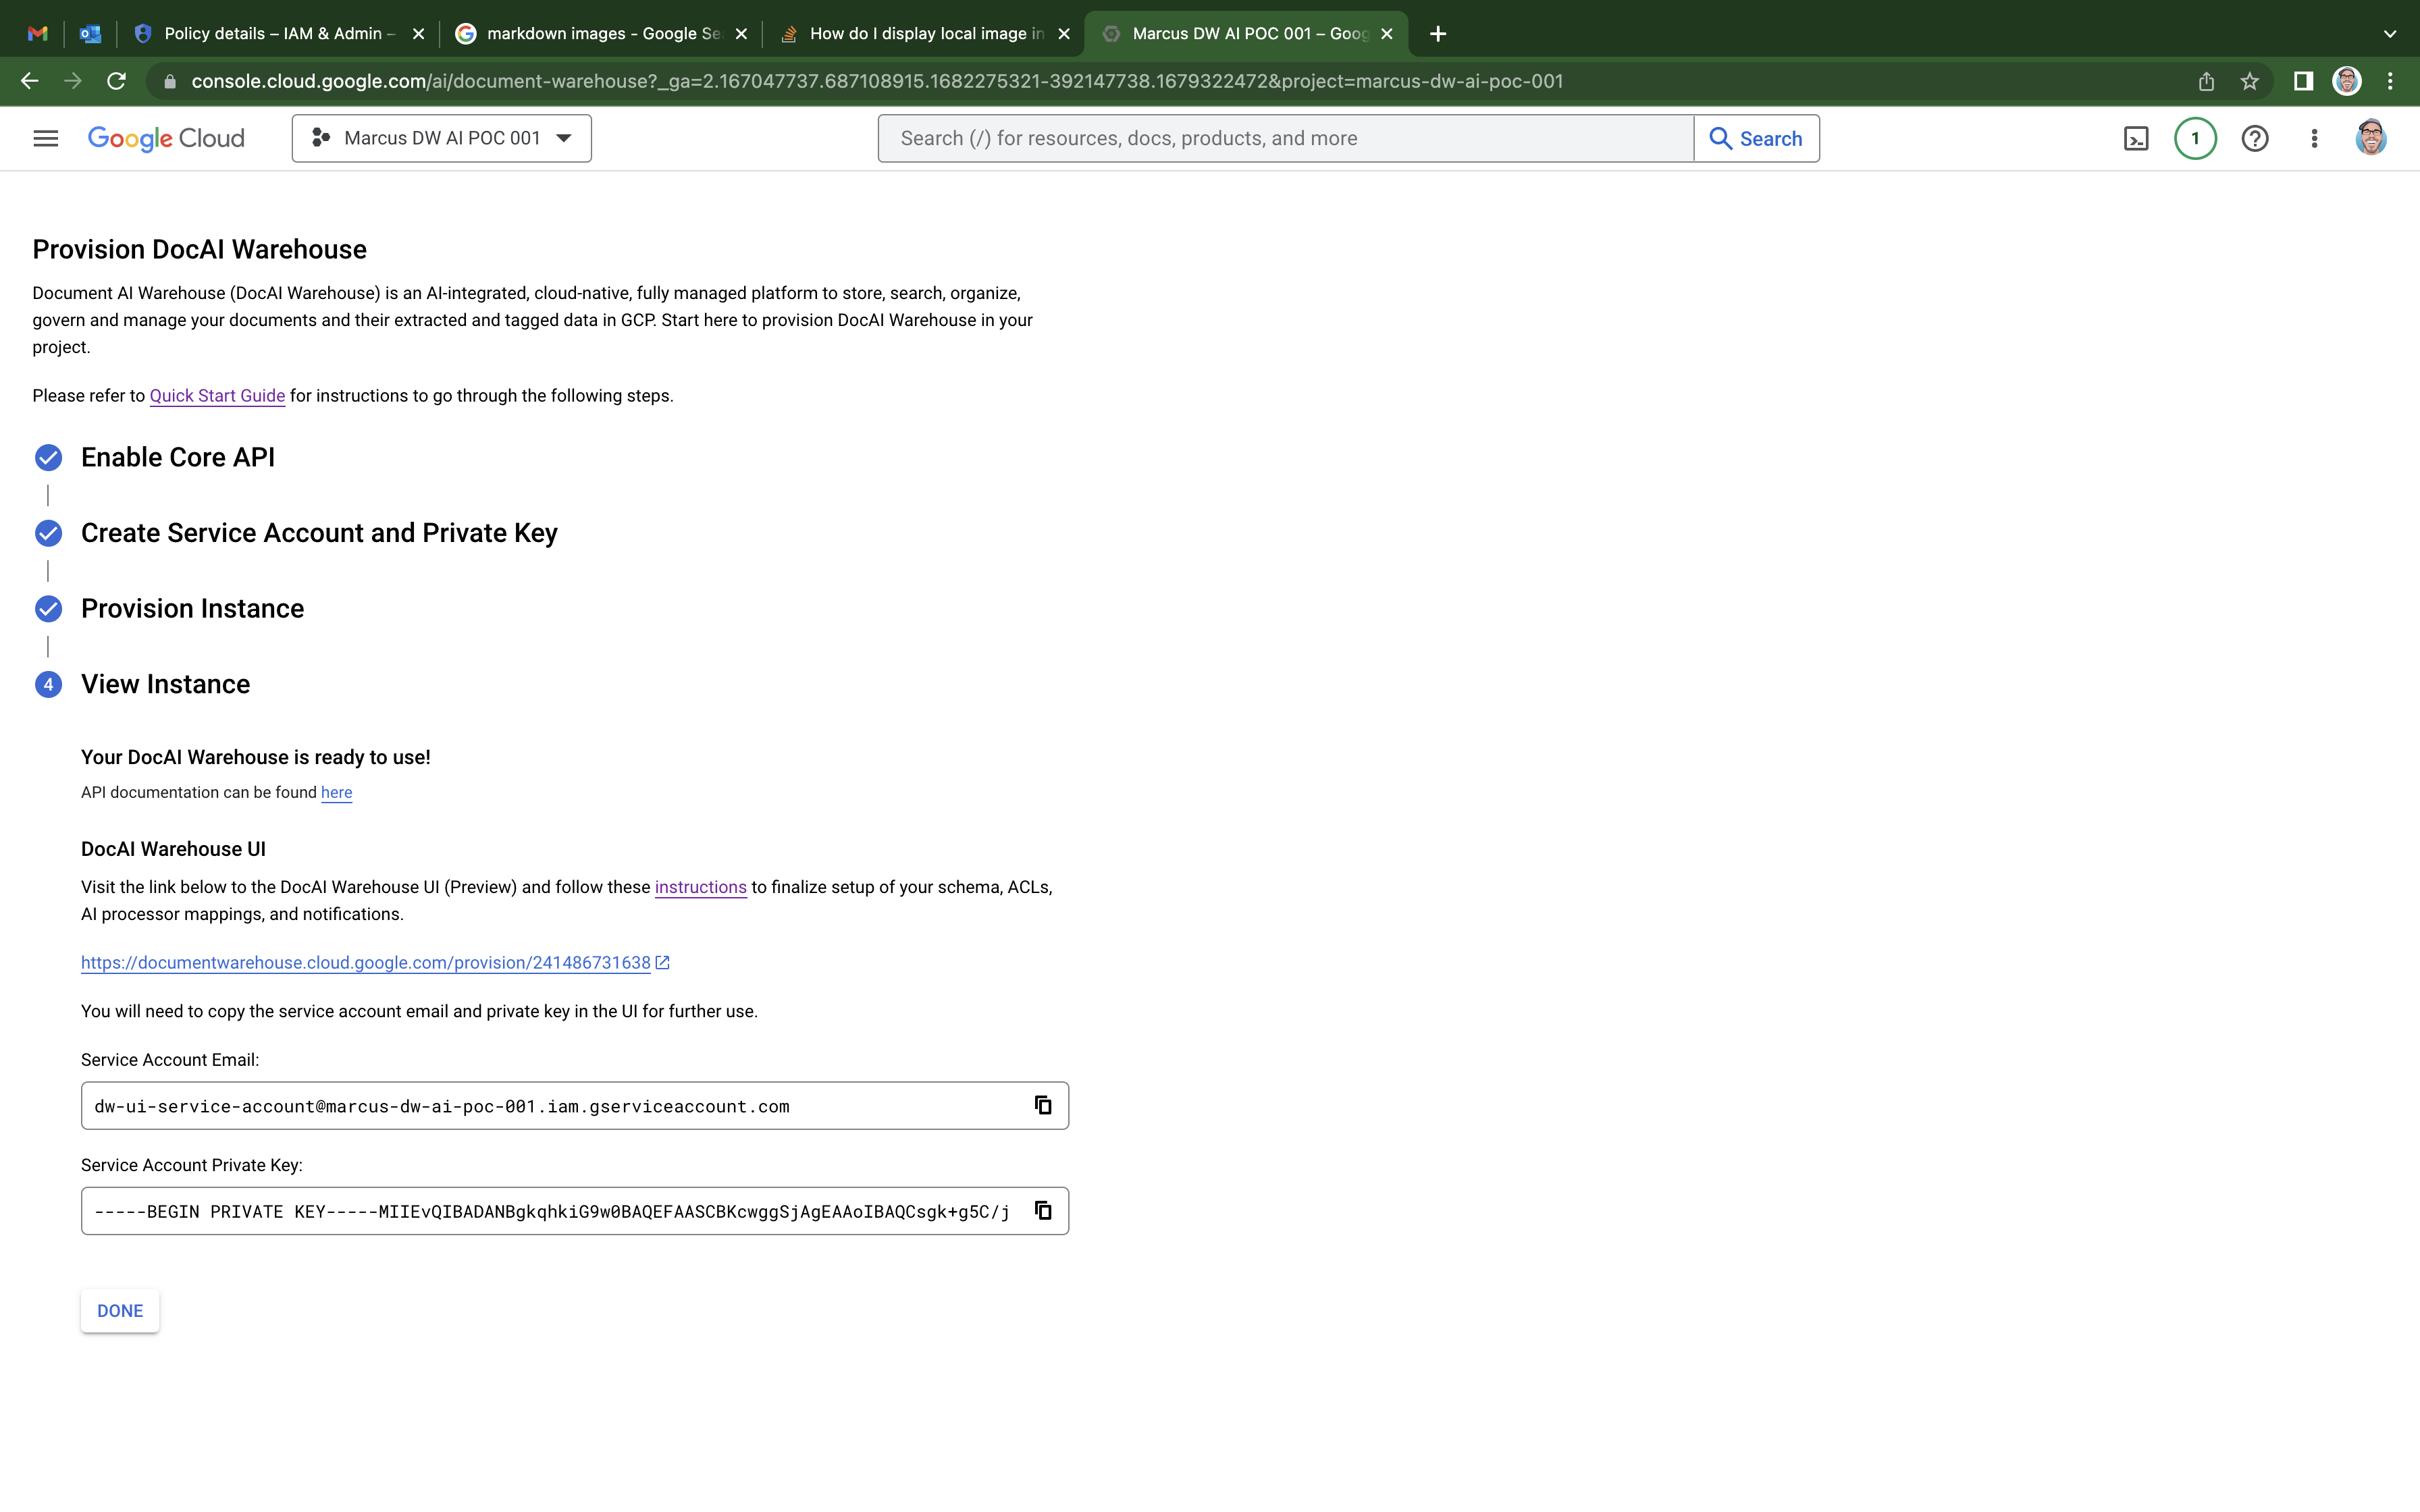 Policy details – IAM & Admin –
markdown images - Google Se
How do I display local image in
Marcus DW AI POC 001 – Goog
console.cloud.google.com/ai/document-warehouse?_ga=2.167047737.687108915.1682275321-392147738.1679322472&project=marcus-dw-ai-poc-001
Google Cloud
Marcus DW AI POC 001
Search (/) for resources, docs, products, and more
Search
1
Provision DocAI Warehouse
Document AI Warehouse (DocAI Warehouse) is an AI-integrated, cloud-native, fully managed platform to store, search, organize,
govern and manage your documents and their extracted and tagged data in GCP. Start here to provision DocAI Warehouse in your
project.
Please refer to Quick Start Guide for instructions to go through the following steps.
Enable Core API
Create Service Account and Private Key
Provision Instance
4 View Instance
Your DocAI Warehouse is ready to use!
API documentation can be found here
DocAI Warehouse UI
Visit the link below to the DocAI Warehouse UI (Preview) and follow these instructions to finalize setup of your schema, ACLs,
AI processor mappings, and notifications.
https://documentwarehouse.cloud.google.com/provision/241486731638
You will need to copy the service account email and private key in the UI for further use.
Service Account Email:
dw-ui-service-account@marcus-dw-ai-poc-001.iam.gserviceaccount.com
Service Account Private Key:
-----BEGIN PRIVATE KEY-----MIIEvQIBADANBgkqhkiG9w0BAQEFAASCBKcwggSjAgEAAoIBAQCsgk+g5C/j
DONE